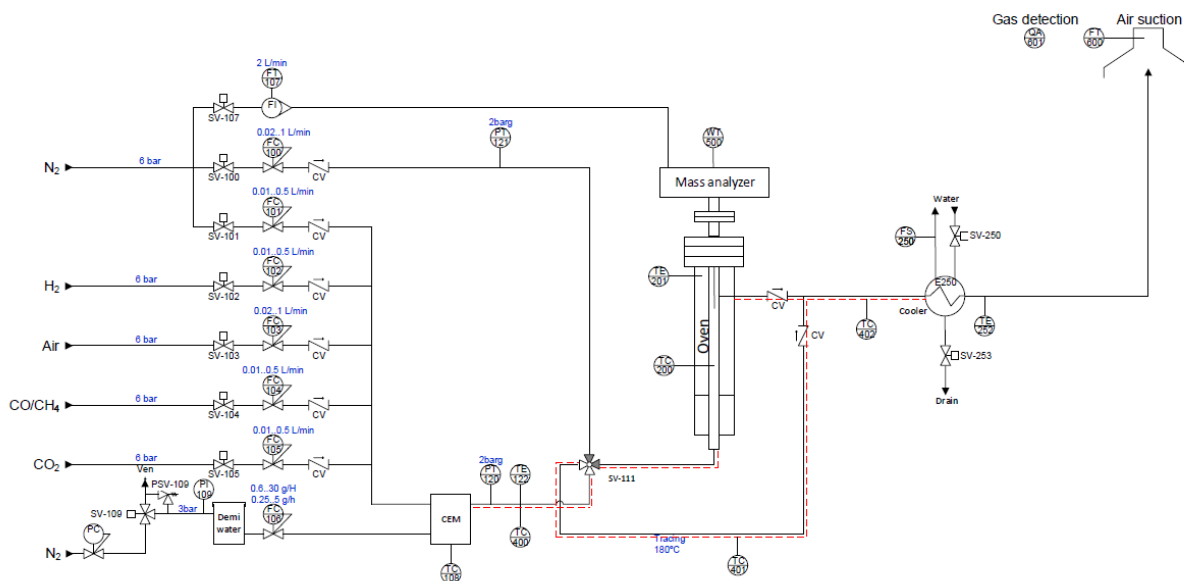 Gas detection
Air suction
QA
601
FT
600
2 L/min
FT
107
FI
SV-107
0.02..1 L/min
FC
100
2barg
PT
121
WT
500
N₂
6 bar
SV-100
CV
Mass analyzer
0.01..0.5 L/min
FC
101
SV-101
CV
Water
FS
250
SV-250
0.01..0.5 L/min
FC
102
TE
201
H₂
6 bar
SV-102
CV
E250
Cooler
CV
TC
402
TE
252
0.02..1 L/min
FC
103
Oven
Air
6 bar
SV-103
CV
CV
TC
200
SV-253
0.01..0.5 L/min
FC
104
Drain
CO/CH₄
6 bar
SV-104
CV
0.01..0.5 L/min
FC
105
CO₂
6 bar
SV-105
CV
2barg
PT
120
TE
122
SV-111
Ven
PSV-109
PI
109
SV-109
3bar
0.6..30 g/H
0.25..5 g/h
FC
106
Demi
water
CEM
TC
400
PC
N₂
TC
108
Tracing
180ºC
TC
401